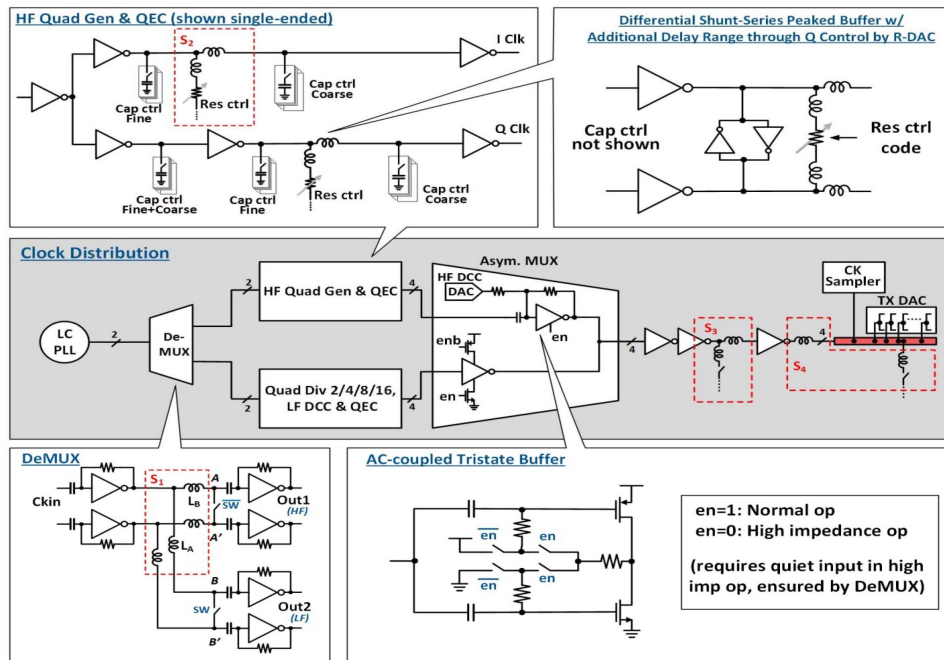 HF Quad Gen & QEC (shown single-ended)
S2
I Clk
Cap ctrl
Fine
Res ctrl
Cap ctrl
Coarse
Q Clk
Cap ctrl
Fine+Coarse
Cap ctrl
Fine
Res ctrl
Cap ctrl
Coarse
Differential Shunt-Series Peaked Buffer w/
Additional Delay Range through Q Control by R-DAC
Cap ctrl
not shown
Res ctrl
code
Clock Distribution
LC
PLL
2
De-
MUX
2
HF Quad Gen & QEC
4
2
Quad Div 2/4/8/16,
LF DCC & QEC
4
Asym. MUX
HF DCC
DAC
en
enb
en
4
S3
S4
4
CK
Sampler
TX DAC
DeMUX
Ckin
S1
LB
LA
A
SW
A'
Out1
(HF)
B
SW
B'
Out2
(LF)
AC-coupled Tristate Buffer
en
en
en
en
en=1: Normal op
en=0: High impedance op
(requires quiet input in high
imp op, ensured by DeMUX)